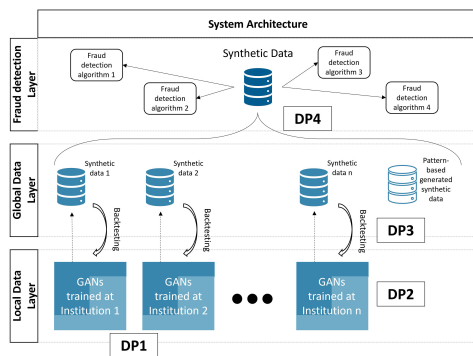 System Architecture
Fraud detection
Layer
Synthetic Data
Fraud
detection
algorithm 1
Fraud
detection
algorithm 2
Fraud
detection
algorithm 3
Fraud
detection
algorithm 4
DP4
Global Data
Layer
Synthetic
data 1
Synthetic
data 2
Synthetic
data n
Pattern-
based
generated
synthetic
data
Backtesting
Backtesting
Backtesting
DP3
Local Data
Layer
GANs
trained at
Institution 1
GANs
trained at
Institution 2
GANs
trained at
Institution n
DP2
DP1